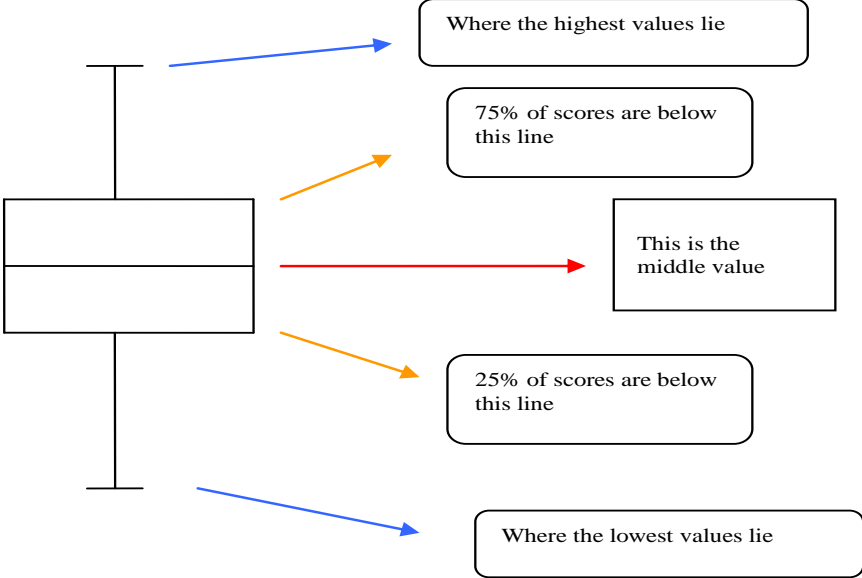 Where the highest values lie
75% of scores are below
this line
This is the
middle value
25% of scores are below
this line
Where the lowest values lie